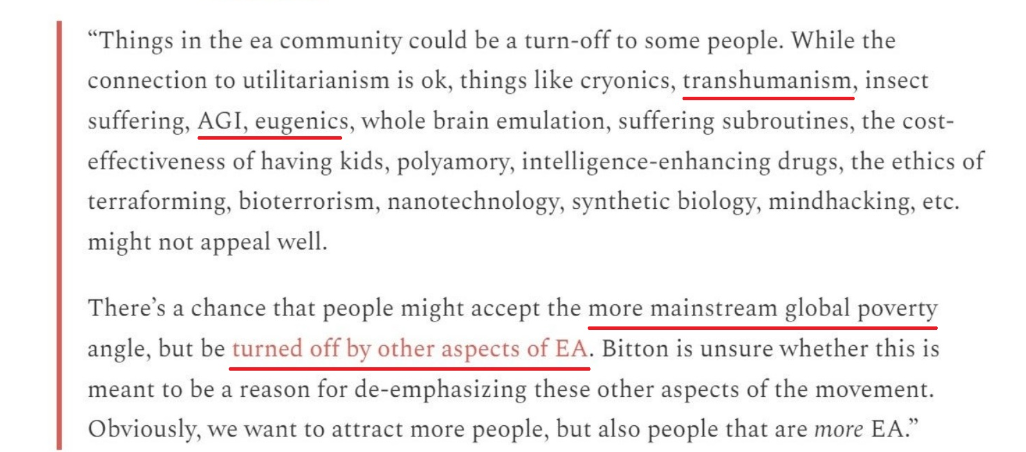 “Things in the ea community could be a turn-off to some people. While the
connection to utilitarianism is ok, things like cryonics, transhumanism, insect
suffering, AGI, eugenics, whole brain emulation, suffering subroutines, the cost-
effectiveness of having kids, polyamory, intelligence-enhancing drugs, the ethics of
terraforming, bioterrorism, nanotechnology, synthetic biology, mindhacking, etc.
might not appeal well.
There’s a chance that people might accept the more mainstream global poverty
angle, but be turned off by other aspects of EA. Bitton is unsure whether this is
meant to be a reason for de-emphasizing these other aspects of the movement.
Obviously, we want to attract more people, but also people that are more EA.”